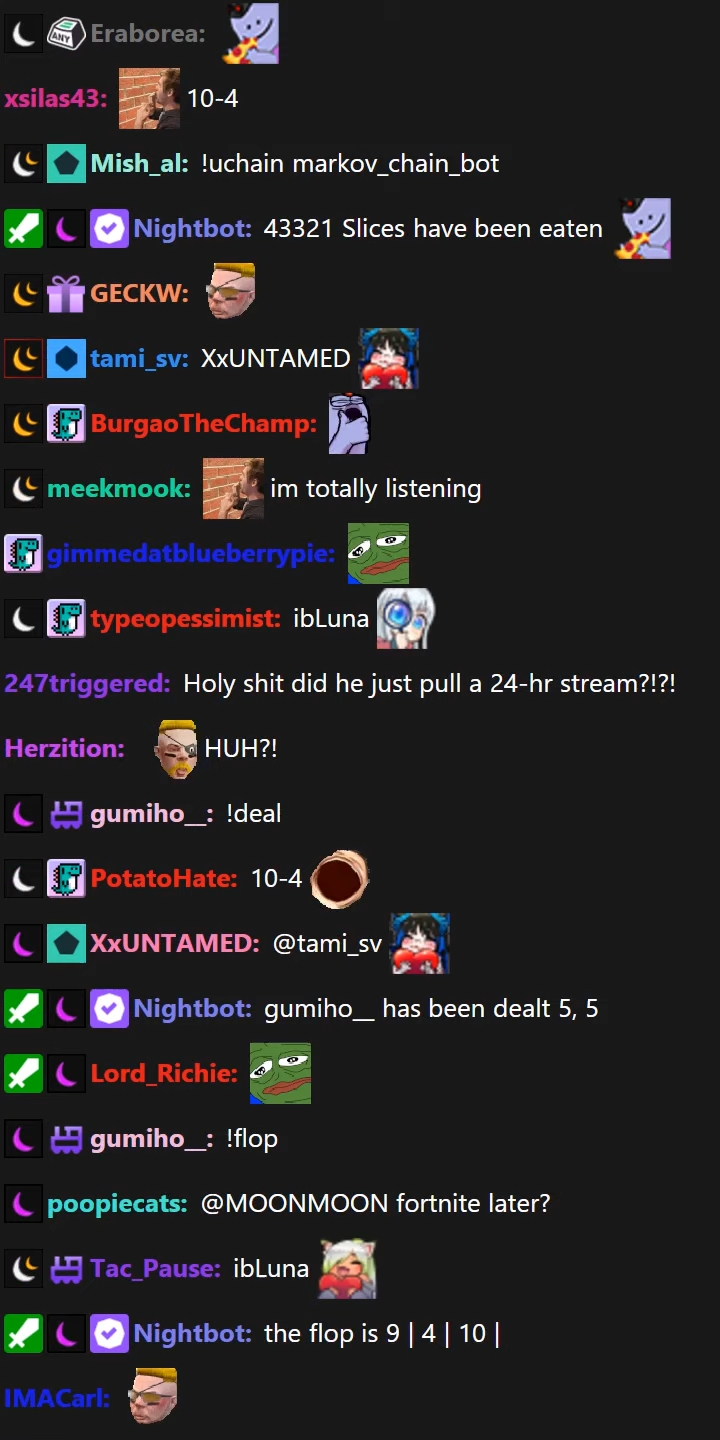 ANY Eraborea:
xsilas43: 10-4
Mish_al: !uchain markov_chain_bot
Nightbot: 43321 Slices have been eaten
GECKW:
tami_sv: XxUNTAMED
BurgaoTheChamp:
meekmook: im totally listening
gimmedatblueberrypie:
typeopessimist: ibLuna
247triggered: Holy shit did he just pull a 24-hr stream?!?!
Herzition: HUH?!
gumiho__: !deal
PotatoHate: 10-4
XxUNTAMED: @tami_sv
Nightbot: gumiho__ has been dealt 5, 5
Lord_Richie:
gumiho__: !flop
poopiecats: @MOONMOON fortnite later?
Tac_Pause: ibLuna
Nightbot: the flop is 9 | 4 | 10 |
IMACarl: